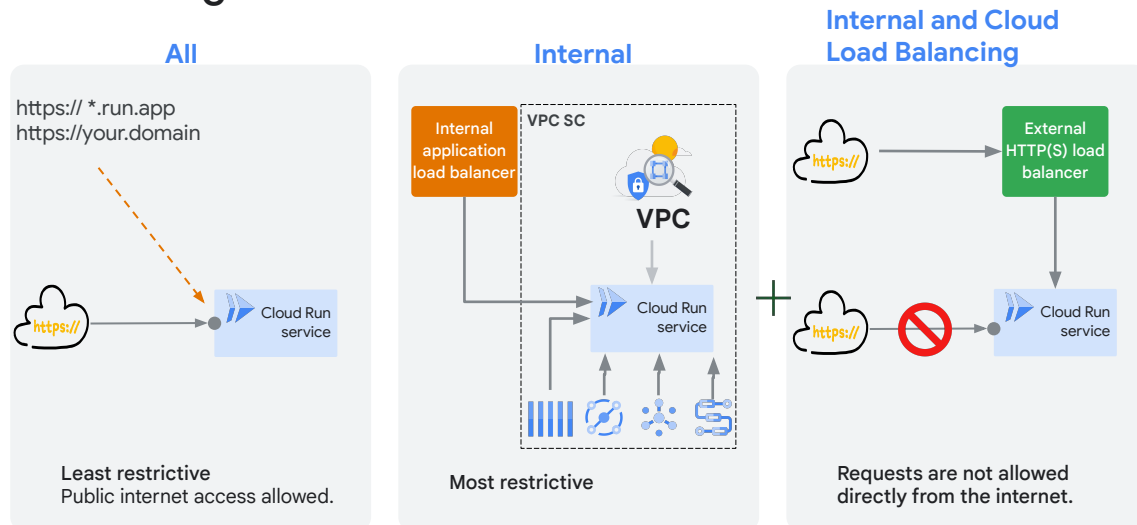 All
https:// *.run.app
https://your.domain
https://
Cloud Run
service
Least restrictive
Public internet access allowed.
Internal
Internal
application
load balancer
VPC SC
VPC
Cloud Run
service
Most restrictive
+
Internal and Cloud
Load Balancing
https://
External
HTTP(S) load
balancer
https://
Cloud Run
service
Requests are not allowed
directly from the internet.